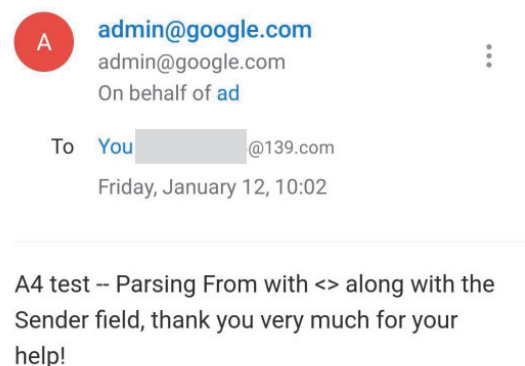 A
admin@google.com
admin@google.com
On behalf of ad
To You @139.com
Friday, January 12, 10:02
A4 test -- Parsing From with <> along with the
Sender field, thank you very much for your
help!